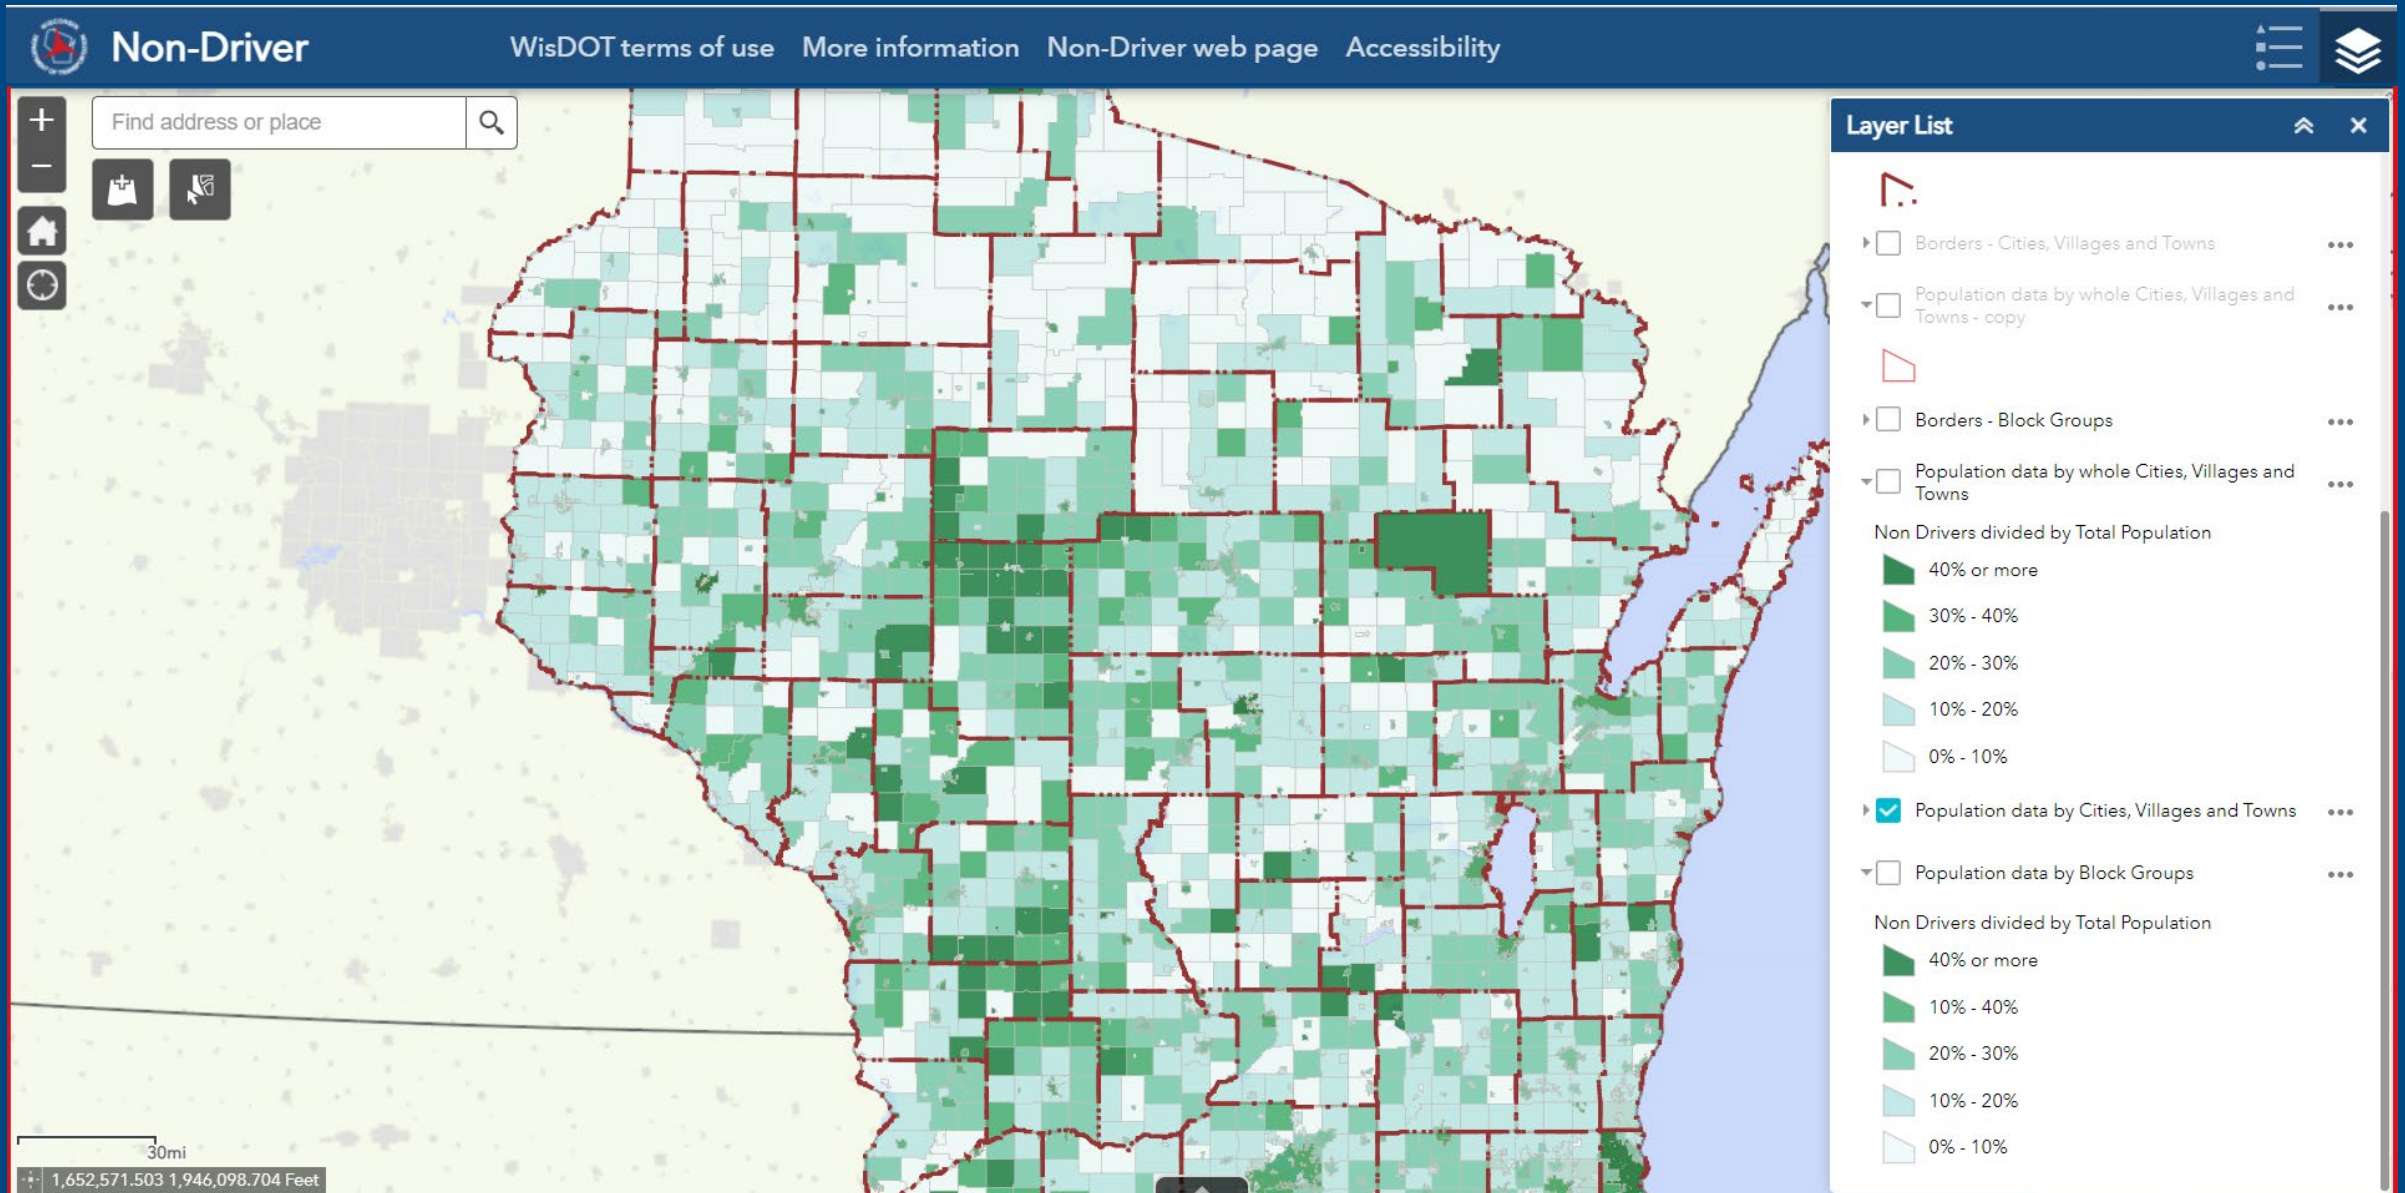 Non-Driver
WisDOT terms of use More information Non-Driver web page Accessibility
Find address or place
Layer List
Borders - Cities, Villages and Towns
Population data by whole Cities, Villages and
Towns - copy
Borders - Block Groups
Population data by whole Cities, Villages and
Towns
Non Drivers divided by Total Population
40% or more
30% - 40%
20% - 30%
10% - 20%
0% - 10%
Population data by Cities, Villages and Towns
Population data by Block Groups
Non Drivers divided by Total Population
40% or more
10% - 40%
20% - 30%
10% - 20%
0% - 10%
30mi
1,652,571.503 1,946,098.704 Feet